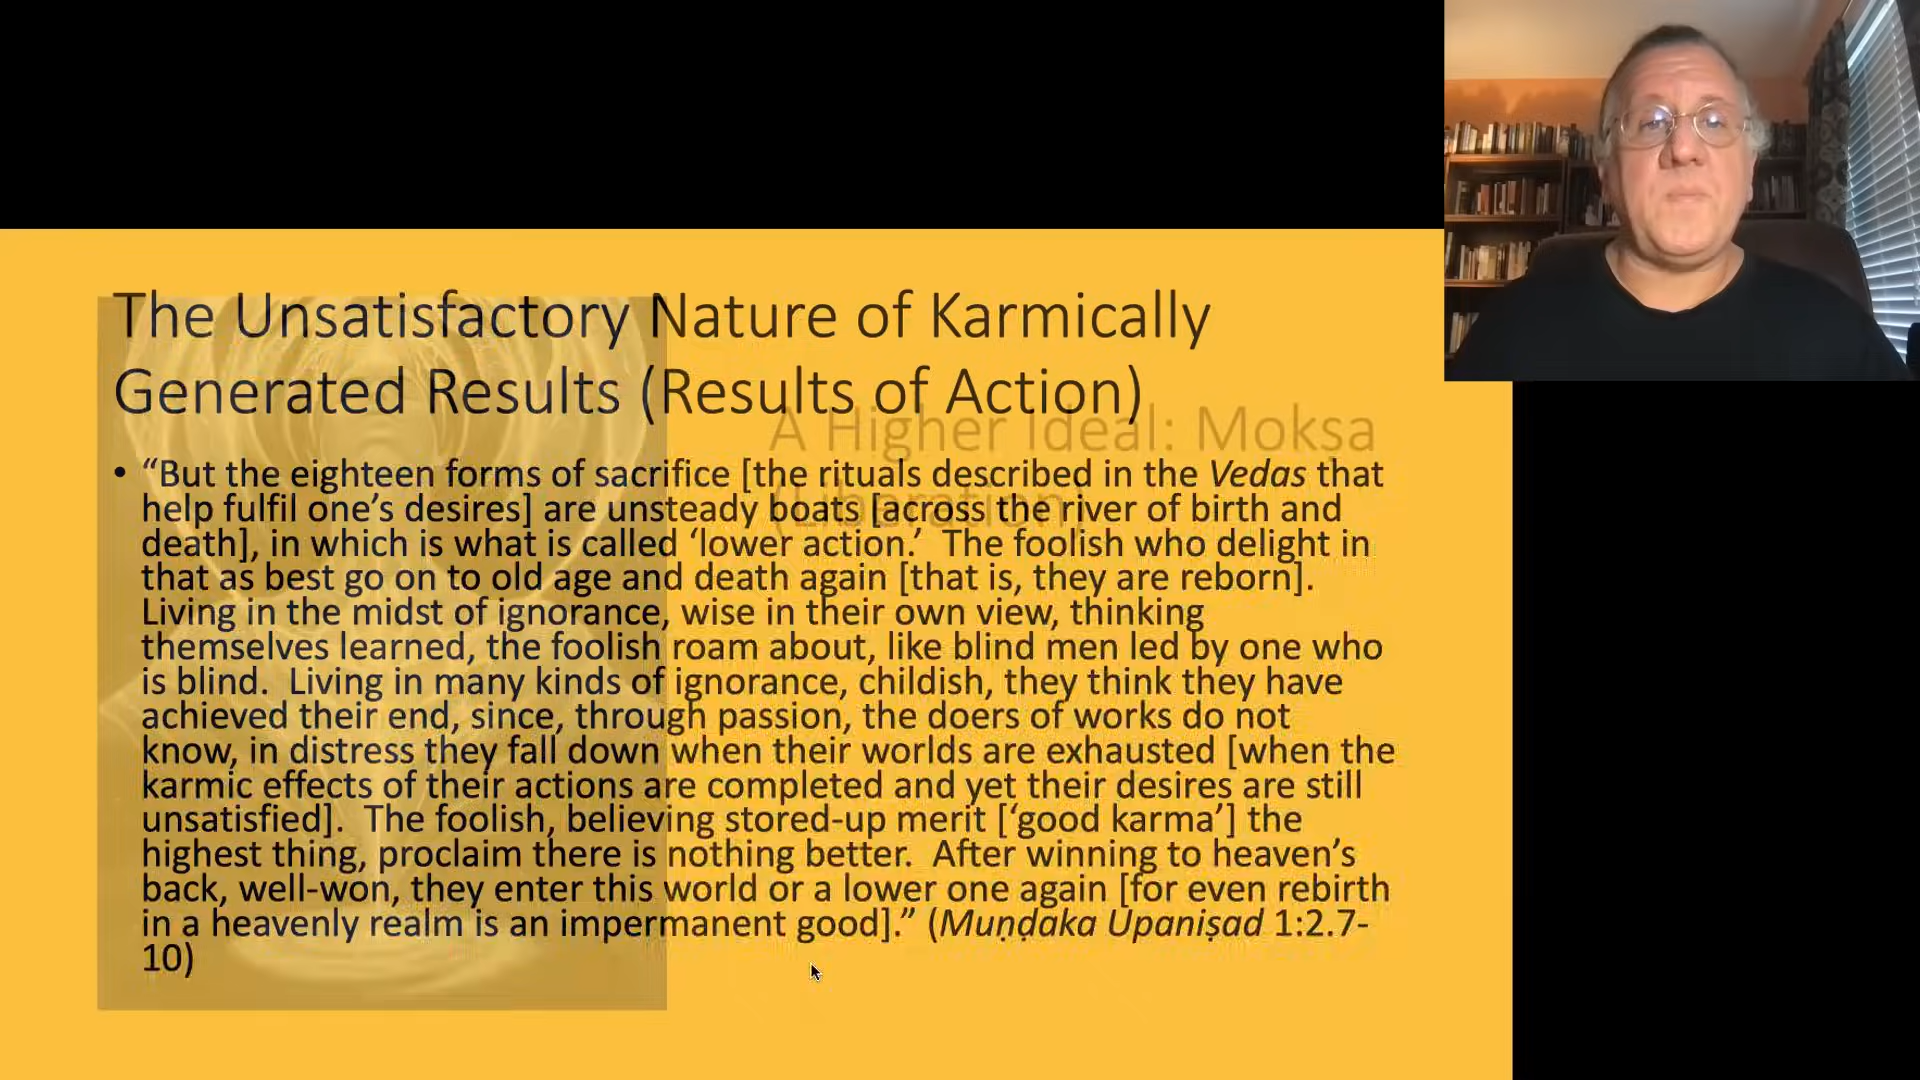 The Unsatisfactory Nature of Karmically
Generated Results (Results of Action)
A Higher Ideal: Mokṣa
(Liberation)
• “But the eighteen forms of sacrifice [the rituals described in the Vedas that
help fulfil one’s desires] are unsteady boats [across the river of birth and
death], in which is what is called ‘lower action.’ The foolish who delight in
that as best go on to old age and death again [that is, they are reborn].
Living in the midst of ignorance, wise in their own view, thinking
themselves learned, the foolish roam about, like blind men led by one who
is blind. Living in many kinds of ignorance, childish, they think they have
achieved their end, since, through passion, the doers of works do not
know, in distress they fall down when their worlds are exhausted [when the
karmic effects of their actions are completed and yet their desires are still
unsatisfied]. The foolish, believing stored-up merit [‘good karma’] the
highest thing, proclaim there is nothing better. After winning to heaven’s
back, well-won, they enter this world or a lower one again [for even rebirth
in a heavenly realm is an impermanent good].” (Muṇḍaka Upaniṣad 1:2.7-
10)